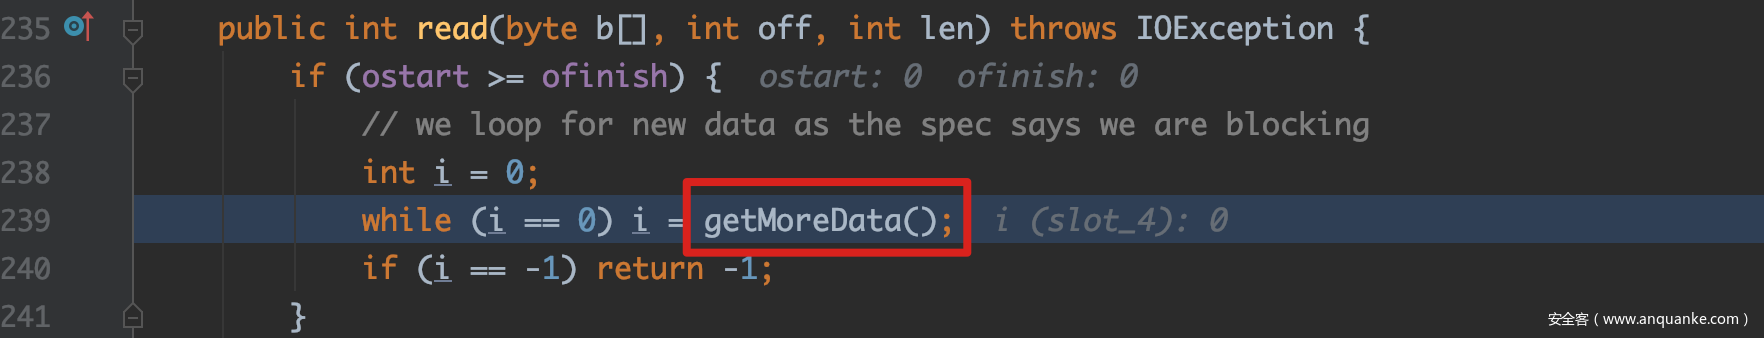 235 public int read(byte b[], int off, int len) throws IOException {
236 if (ostart >= ofinish) { ostart: 0 ofinish: 0
237 // we loop for new data as the spec says we are blocking
238 int i = 0;
239 while (i == 0) i = getMoreData(); i (slot_4): 0
240 if (i == -1) return -1;
241 }
安全客（www.anquanke.com）